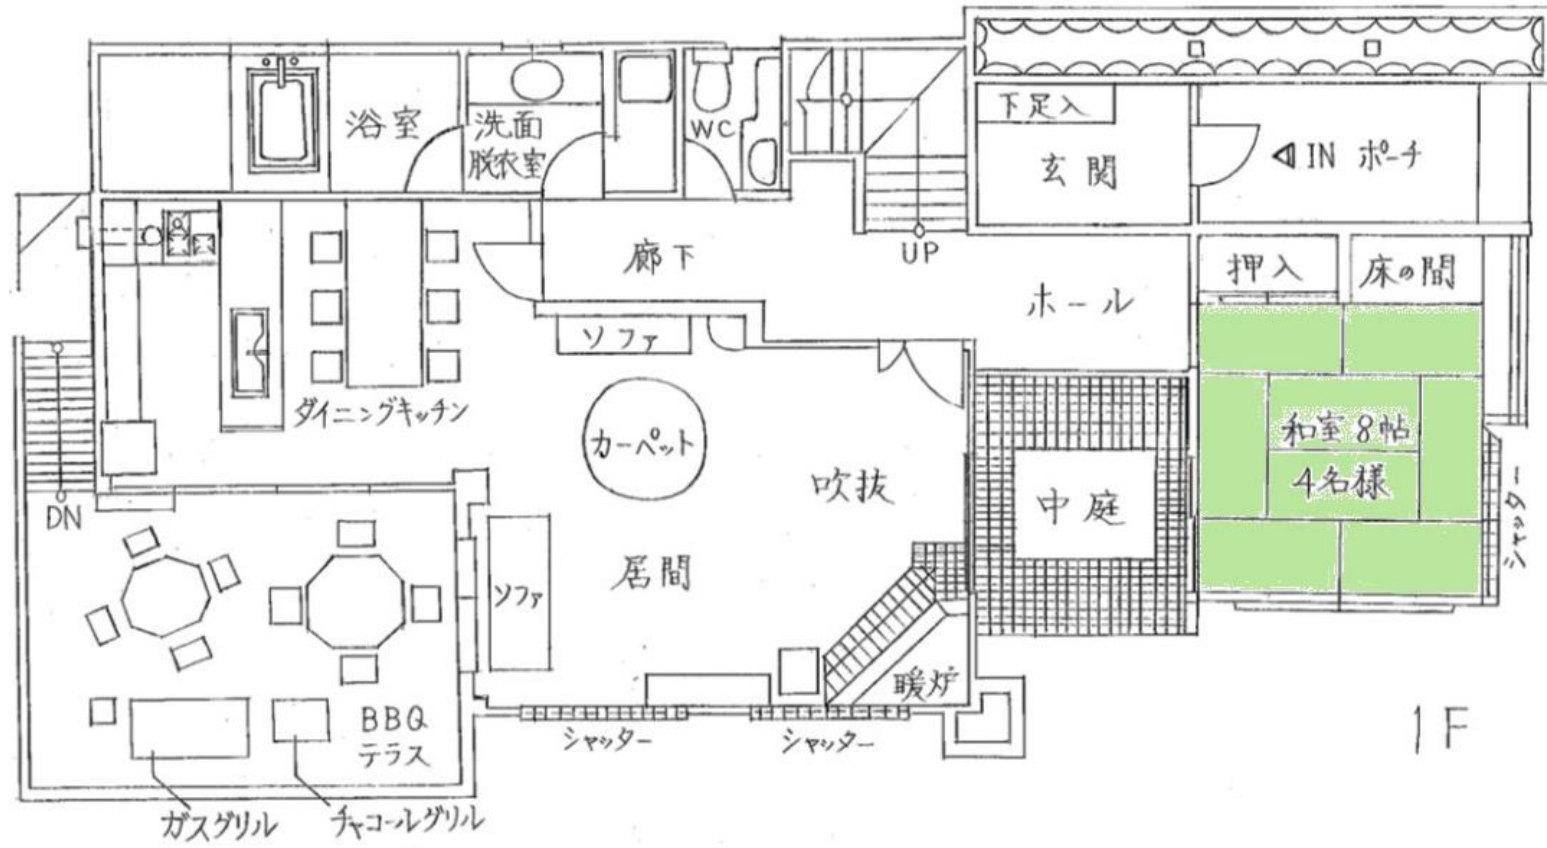 下足入
浴室
洗面
脱衣室
WC
玄関
IN ポーチ
廊下
UP
押入
床の間
ホール
ソファ
ダイニングキッチン
カーペット
吹抜
和室8帖
4名様
シャッター
DN
中庭
居間
ソファ
暖炉
BBQ
テラス
シャッター
シャッター
1F
ガスグリル
チャコールグリル